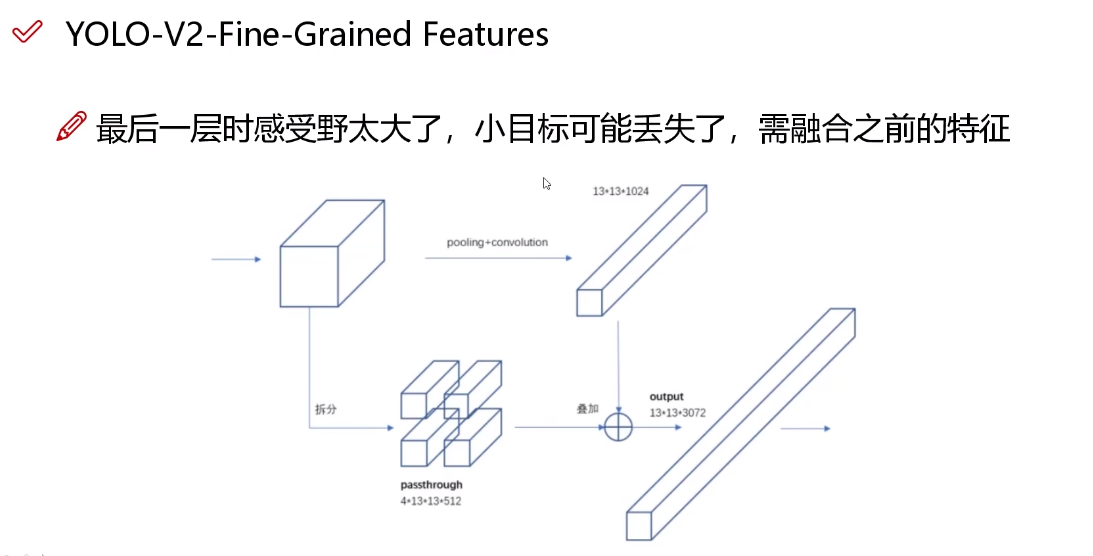 YOLO-V2-Fine-Grained Features
最后一层时感受野太大了，小目标可能丢失了，需融合之前的特征
13*13*1024
pooling+convolution
拆分
叠加
output
13*13*3072
passthrough
4*13*13*512